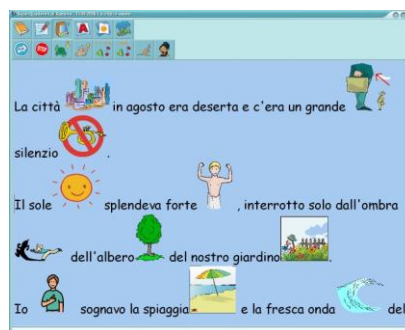 La città in agosto era deserta e c'era un grande
silenzio .
Il sole splendeva forte , interrotto solo dall'ombra
dell'albero del nostro giardino .
Io sognavo la spiaggia e la fresca onda del